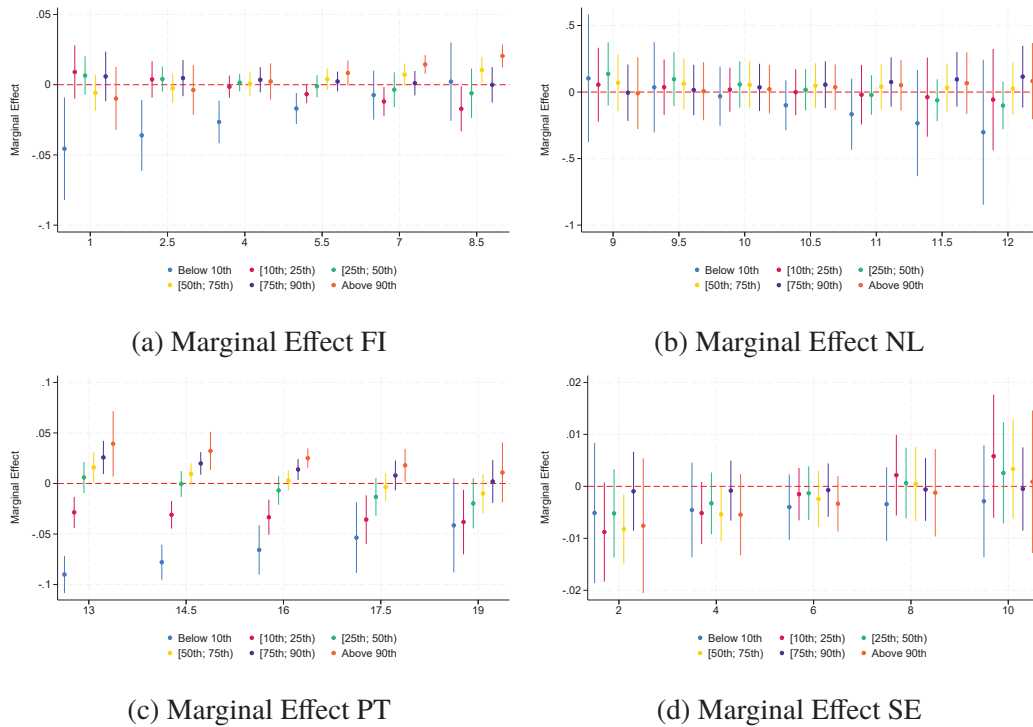 .05
0
-.05
-.1
Marginal Effect
1 2.5 4 5.5 7 8.5
Below 10th [10th; 25th) [25th; 50th)
[50th; 75th) [75th; 90th) Above 90th
(a) Marginal Effect FI
.5
0
-.5
-1
Marginal Effect
9 9.5 10 10.5 11 11.5 12
Below 10th [10th; 25th) [25th; 50th)
[50th; 75th) [75th; 90th) Above 90th
(b) Marginal Effect NL
.1
.05
0
-.05
-.1
Marginal Effect
13 14.5 16 17.5 19
Below 10th [10th; 25th) [25th; 50th)
[50th; 75th) [75th; 90th) Above 90th
(c) Marginal Effect PT
.02
.01
0
-.01
-.02
Marginal Effect
2 4 6 8 10
Below 10th [10th; 25th) [25th; 50th)
[50th; 75th) [75th; 90th) Above 90th
(d) Marginal Effect SE